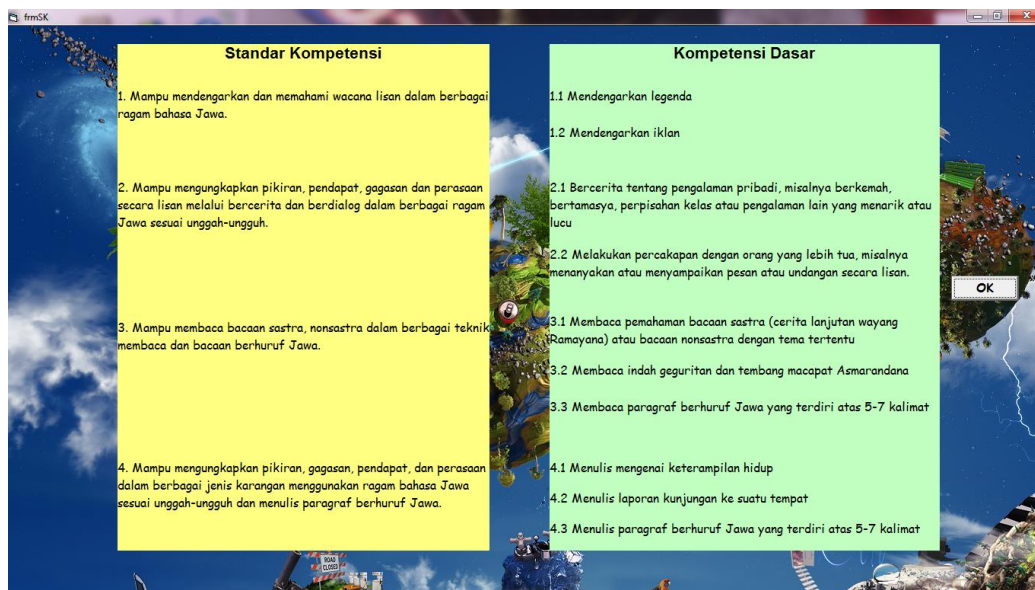 frmSK
Standar Kompetensi
1. Mampu mendengarkan dan memahami wacana lisan dalam berbagai
ragam bahasa Jawa.
2. Mampu mengungkapkan pikiran, pendapat, gagasan dan perasaan
secara lisan melalui bercerita dan berdialog dalam berbagai ragam
Jawa sesuai unggah-ungguh.
3. Mampu membaca bacaan sastra, nonsastra dalam berbagai teknik
membaca dan bacaan berhuruf Jawa.
4. Mampu mengungkapkan pikiran, gagasan, pendapat, dan perasaan
dalam berbagai jenis karangan menggunakan ragam bahasa Jawa
sesuai unggah-ungguh dan menulis paragraf berhuruf Jawa.
Kompetensi Dasar
1.1 Mendengarkan legenda
1.2 Mendengarkan iklan
2.1 Bercerita tentang pengalaman pribadi, misalnya berkemah,
bertamasya, perpisahan kelas atau pengalaman lain yang menarik atau
lucu
2.2 Melakukan percakapan dengan orang yang lebih tua, misalnya
menanyakan atau menyampaikan pesan atau undangan secara lisan.
3.1 Membaca pemahaman bacaan sastra (cerita lanjutan wayang
Ramayana) atau bacaan nonsastra dengan tema tertentu
3.2 Membaca indah geguritan dan tembang macapat Asmarandana
3.3 Membaca paragraf berhuruf Jawa yang terdiri atas 5-7 kalimat
4.1 Menulis mengenai keterampilan hidup
4.2 Menulis laporan kunjungan ke suatu tempat
4.3 Menulis paragraf berhuruf Jawa yang terdiri atas 5-7 kalimat
OK
ROAD
CLOSED